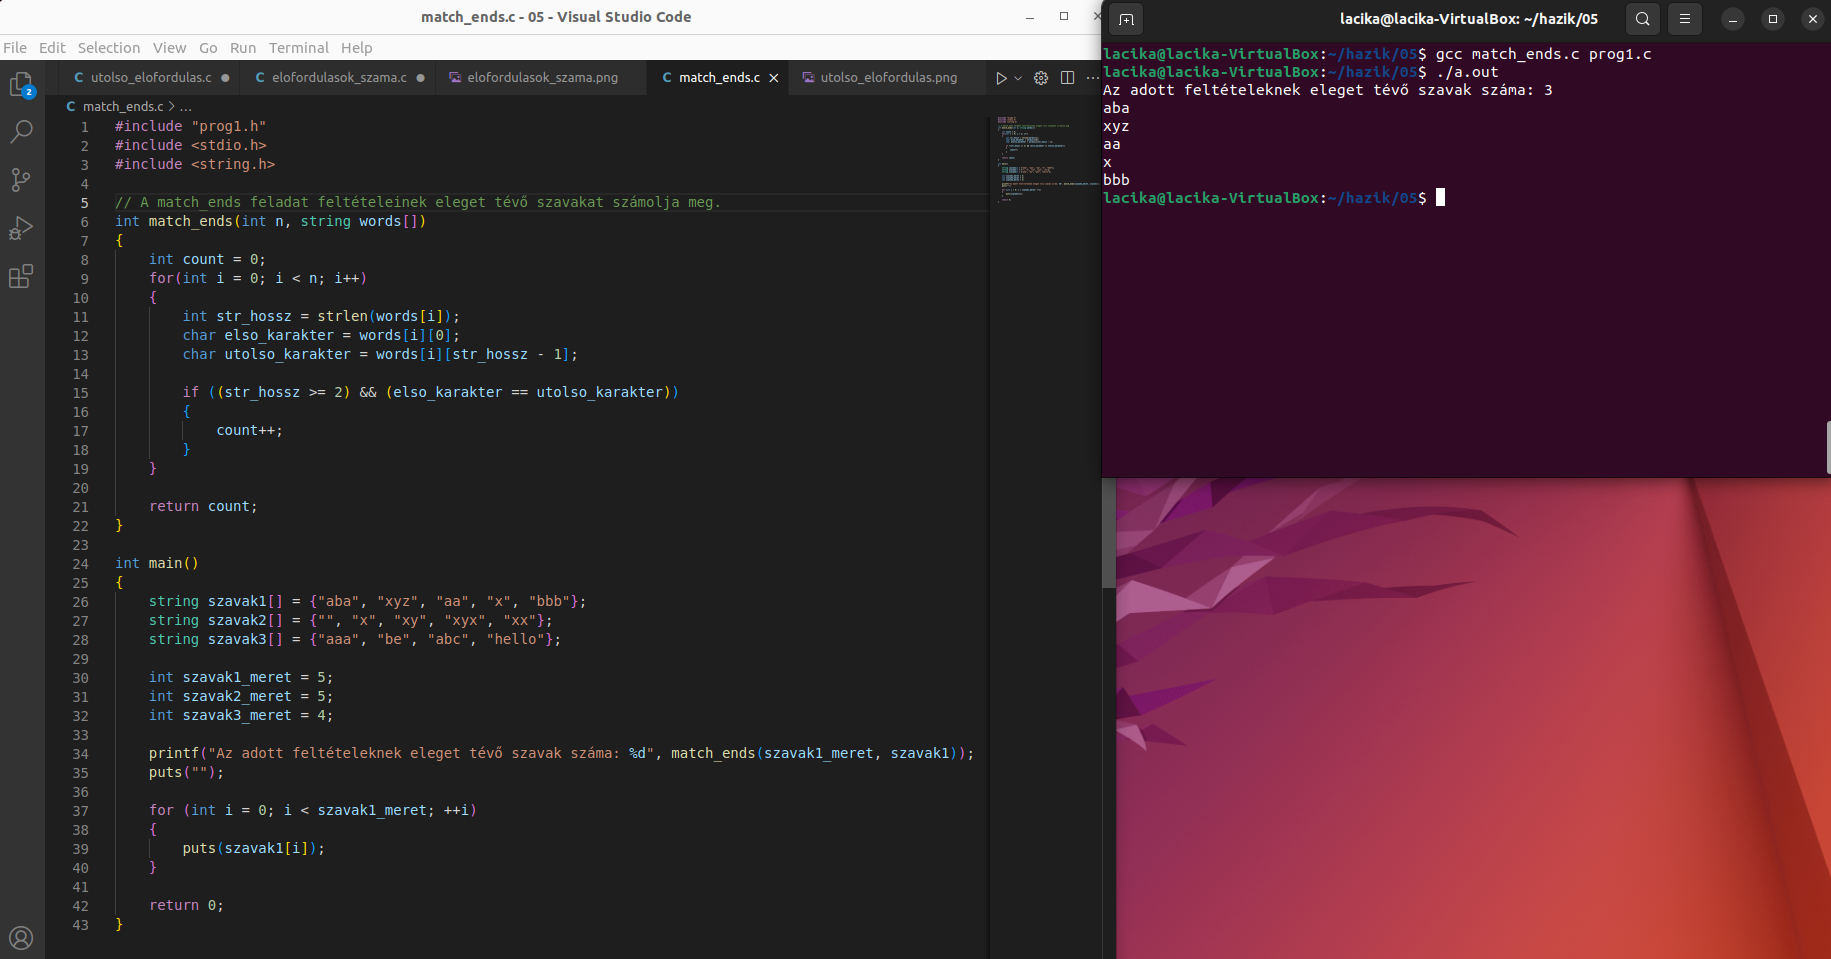 match_ends.c - 05 - Visual Studio Code
File Edit Selection View Go Run Terminal Help
utolso_elofordulas.c elofordulasok_szama.c elofordulasok_szama.png match_ends.c utolso_elofordulas.png
match_ends.c > ...
2
1 #include "prog1.h"
2 #include <stdio.h>
3 #include <string.h>
4
5 // A match_ends feladat feltételeinek eleget tévő szavakat számolja meg.
6 int match_ends(int n, string words[])
7 {
8 int count = 0;
9 for(int i = 0; i < n; i++)
10 {
11 int str_hossz = strlen(words[i]);
12 char elso_karakter = words[i][0];
13 char utolso_karakter = words[i][str_hossz - 1];
14
15 if ((str_hossz >= 2) && (elso_karakter == utolso_karakter))
16 {
17 count++;
18 }
19 }
20
21 return count;
22 }
23
24 int main()
25 {
26 string szavak1[] = {"aba", "xyz", "aa", "x", "bbb"};
27 string szavak2[] = {"", "x", "xy", "xyx", "xx"};
28 string szavak3[] = {"aaa", "be", "abc", "hello"};
29
30 int szavak1_meret = 5;
31 int szavak2_meret = 5;
32 int szavak3_meret = 4;
33
34 printf("Az adott feltételeknek eleget tévő szavak száma: %d", match_ends(szavak1_meret, szavak1));
35 puts("");
36
37 for (int i = 0; i < szavak1_meret; ++i)
38 {
39 puts(szavak1[i]);
40 }
41
42 return 0;
43 }
lacika@lacika-VirtualBox: ~/hazik/05
lacika@lacika-VirtualBox:~/hazik/05$ gcc match_ends.c prog1.c
lacika@lacika-VirtualBox:~/hazik/05$ ./a.out
Az adott feltételeknek eleget tévő szavak száma: 3
aba
xyz
aa
x
bbb
lacika@lacika-VirtualBox:~/hazik/05$